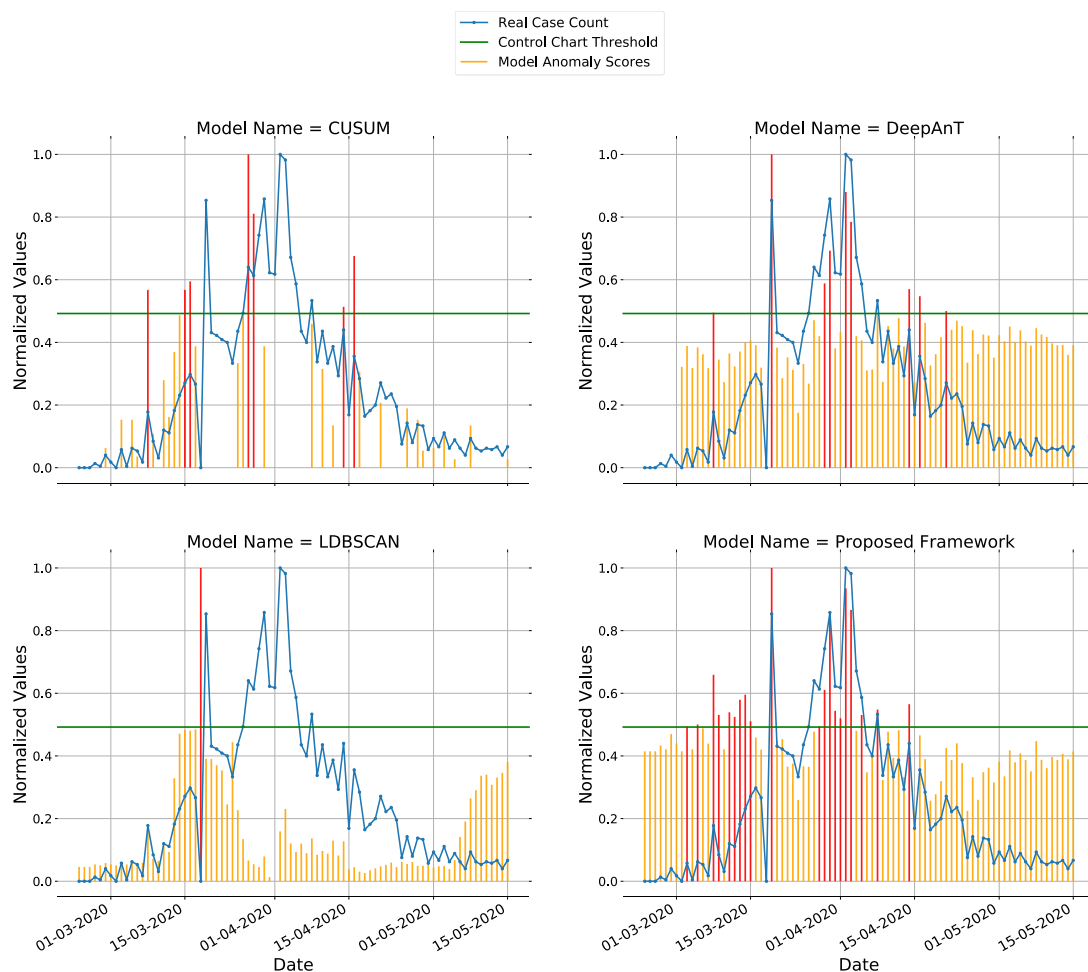 Real Case Count
Control Chart Threshold
Model Anomaly Scores
Model Name = CUSUM
Model Name = DeepAnT
1.0
0.8
0.6
0.4
0.2
0.0
Normalized Values
1.0
0.8
0.6
0.4
0.2
0.0
Normalized Values
Model Name = LDBSCAN
Model Name = Proposed Framework
1.0
0.8
0.6
0.4
0.2
0.0
Normalized Values
1.0
0.8
0.6
0.4
0.2
0.0
Normalized Values
01-03-2020
15-03-2020
01-04-2020
15-04-2020
01-05-2020
15-05-2020
Date
01-03-2020
15-03-2020
01-04-2020
15-04-2020
01-05-2020
15-05-2020
Date